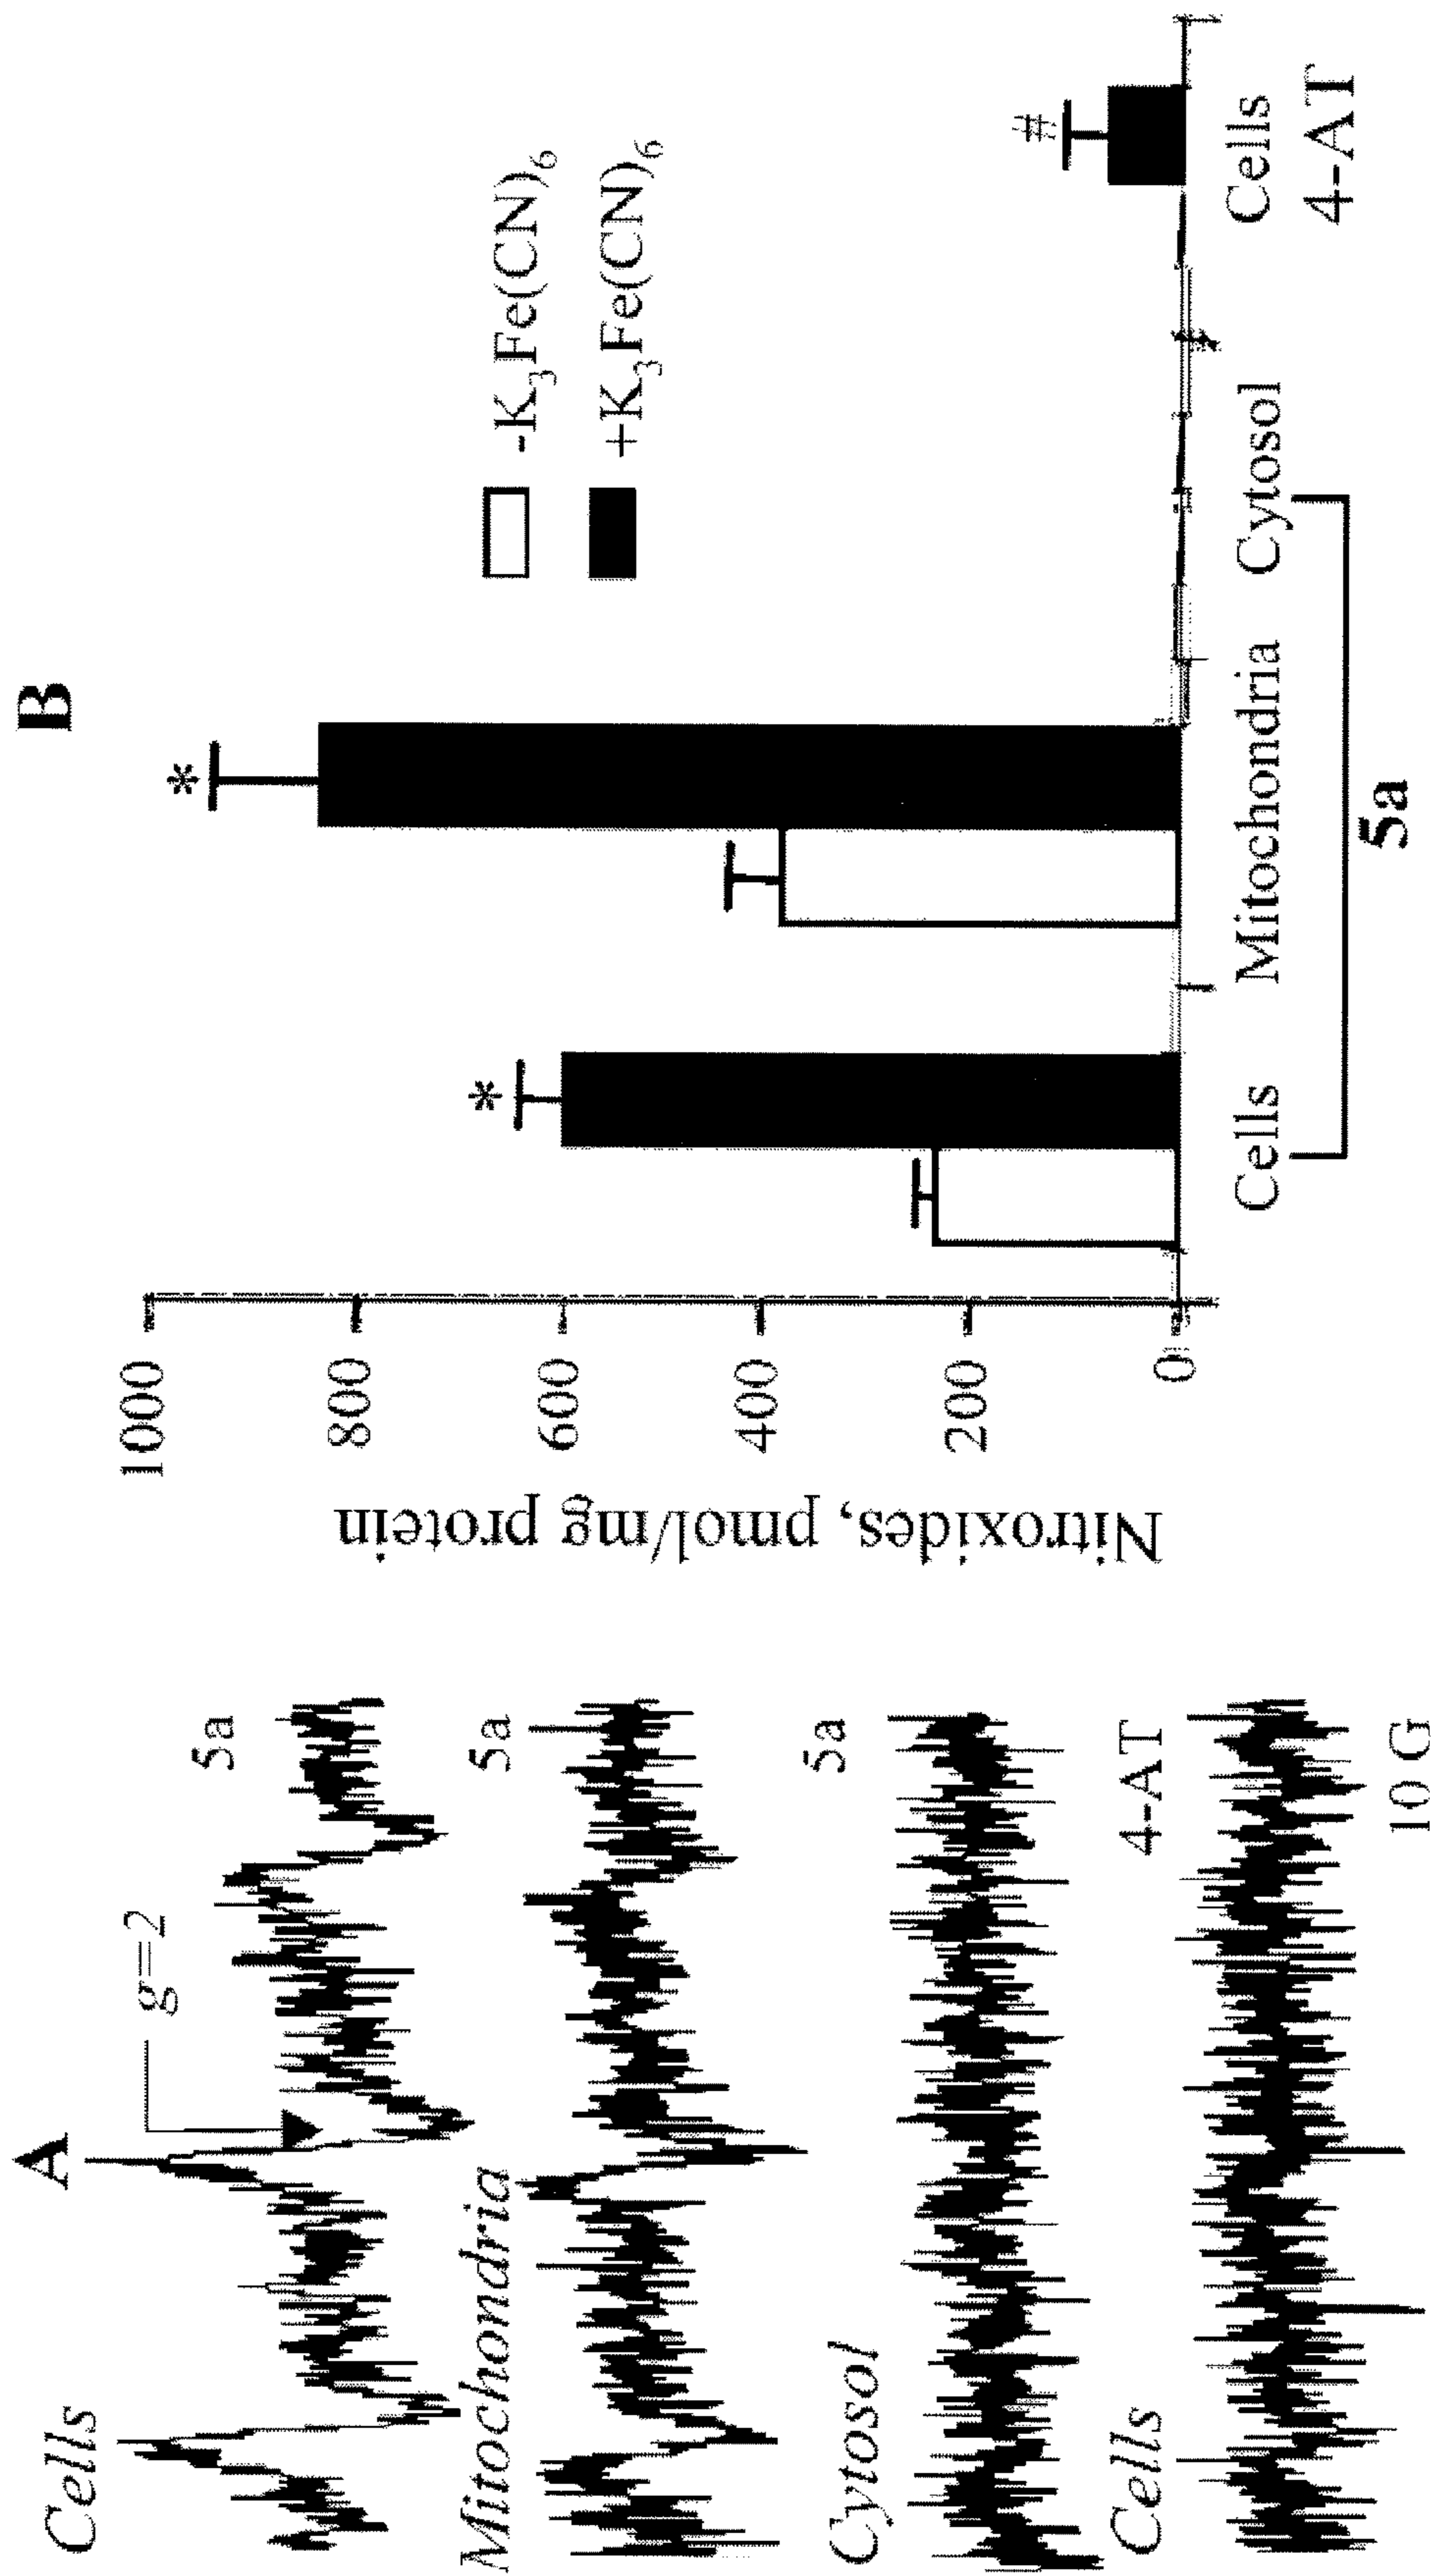 A
Cells
g=2
5a
Mitochondria
5a
Cytosol
5a
Cells
4-AT
10 G
B
Nitroxides, pmol/mg protein
1000
800
600
400
200
0
*
*
#
-K3Fe(CN)6
+K3Fe(CN)6
Cells
Mitochondria
Cytosol
Cells
4-AT
5a